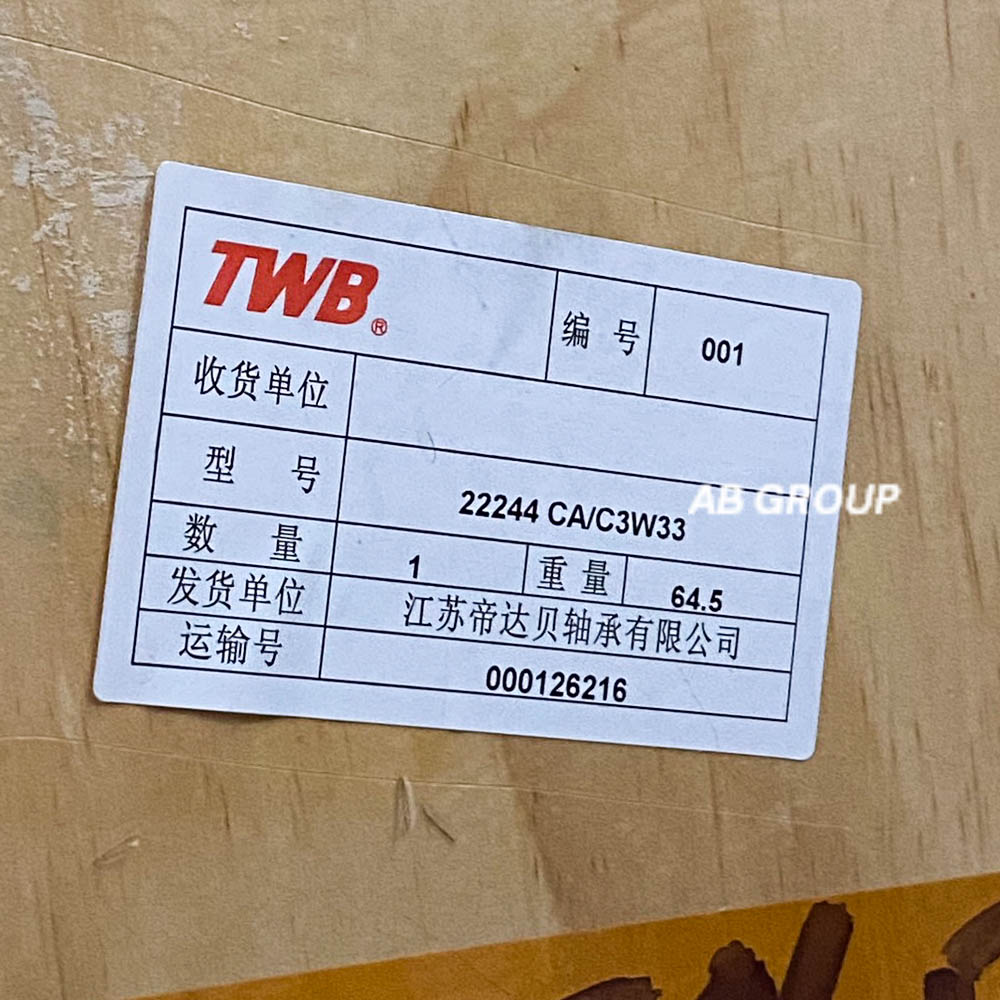 TWB® 编 号 001
收货单位
型 号 22244 CA/C3W33
AB GROUP
数 量 1 重 量 64.5
发货单位 江苏帝达贝轴承有限公司
运输号 000126216